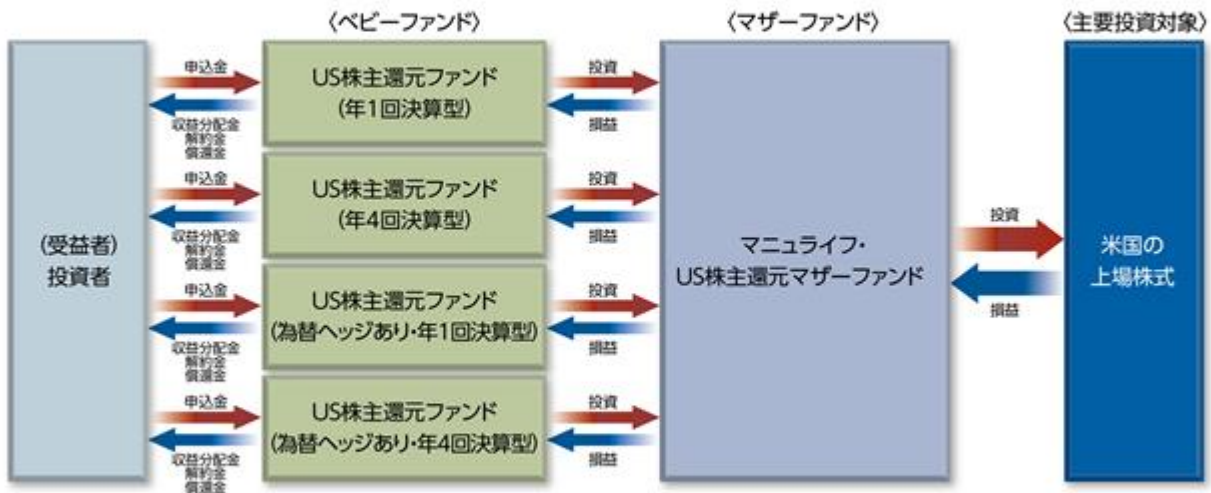 〈ベビーファンド〉
〈マザーファンド〉
〈主要投資対象〉
(受益者)
投資者
申込金
収益分配金
解約金
償還金
US株主還元ファンド
(年1回決算型)
投資
損益
申込金
収益分配金
解約金
償還金
US株主還元ファンド
(年4回決算型)
投資
損益
申込金
収益分配金
解約金
償還金
US株主還元ファンド
(為替ヘッジあり・年1回決算型)
投資
損益
申込金
収益分配金
解約金
償還金
US株主還元ファンド
(為替ヘッジあり・年4回決算型)
投資
損益
マニュライフ・
US株主還元マザーファンド
投資
損益
米国の
上場株式